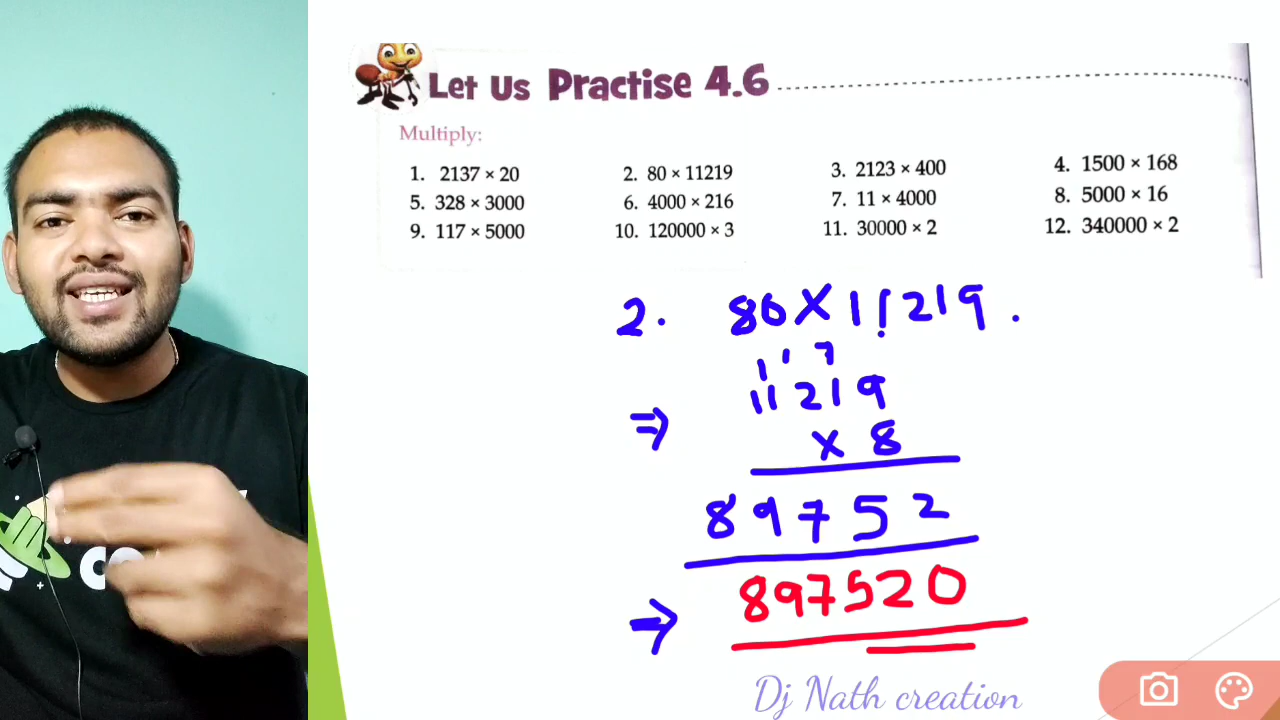 Let Us Practise 4.6
Multiply:
1. 2137 × 20 2. 80 × 11219 3. 2123 × 400 4. 1500 × 168
5. 328 × 3000 6. 4000 × 216 7. 11 × 4000 8. 5000 × 16
9. 117 × 5000 10. 120000 × 3 11. 30000 × 2 12. 340000 × 2
2. 80 X 11219.
1 1 7
⇒ 11219
x 8
89752
⇒ 897520
Dj Nath creation